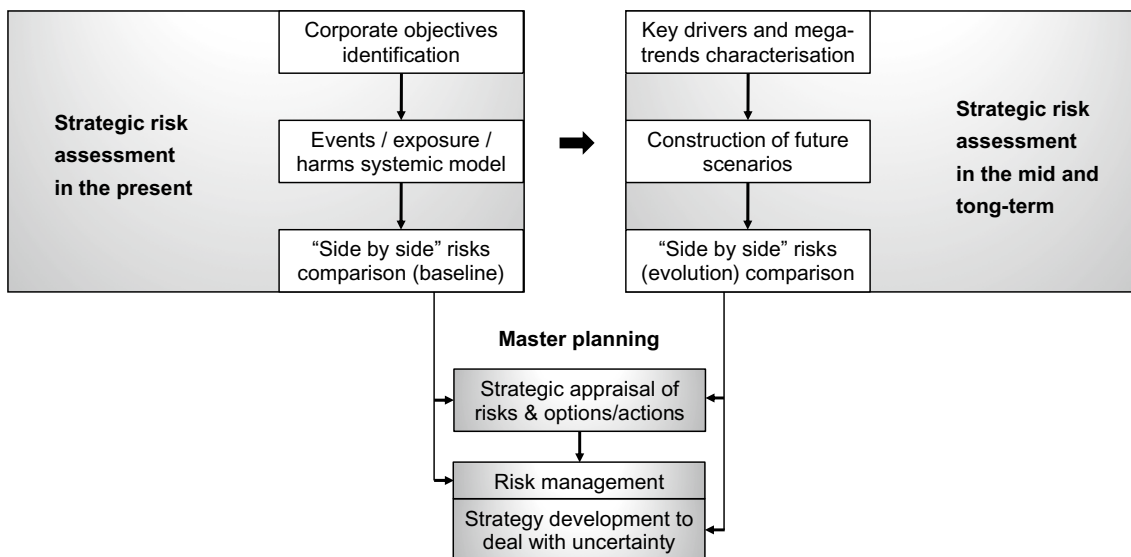 Strategic risk
assessment
in the present
Corporate objectives
identification
Events / exposure /
harms systemic model
“Side by side” risks
comparison (baseline)
Key drivers and mega-
trends characterisation
Construction of future
scenarios
“Side by side” risks
(evolution) comparison
Strategic risk
assessment
in the mid and
tong-term
Master planning
Strategic appraisal of
risks & options/actions
Risk management
Strategy development to
deal with uncertainty